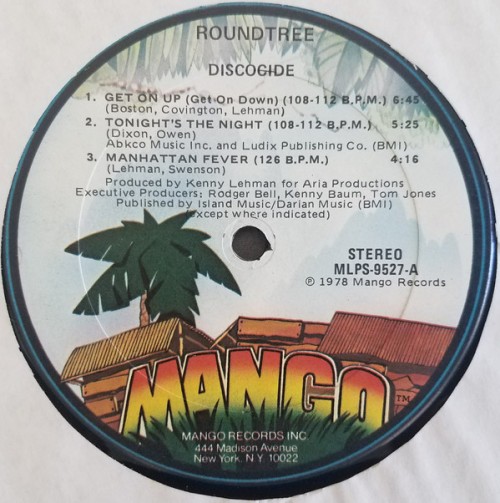 ROUNDTREE
DISCOCIDE
1. GET ON UP (Get On Down) (108-112 B.P.M.) 6:45
(Boston, Covington, Lehman)
2. TONIGHT'S THE NIGHT (108-112 B.P.M.) 5:25
(Dixon, Owen)
Abkco Music Inc. and Ludix Publishing Co. (BMI)
3. MANHATTAN FEVER (126 B.P.M.) 4:16
(Lehman, Swenson)
Produced by Kenny Lehman for Aria Productions
Executive Producers: Rodger Bell, Kenny Baum, Tom Jones
Published by Island Music/Darian Music (BMI)
(except where indicated)
STEREO
MLPS-9527-A
℗ 1978 Mango Records
MANGO TM
MANGO RECORDS INC.
444 Madison Avenue
New York, N.Y. 10022